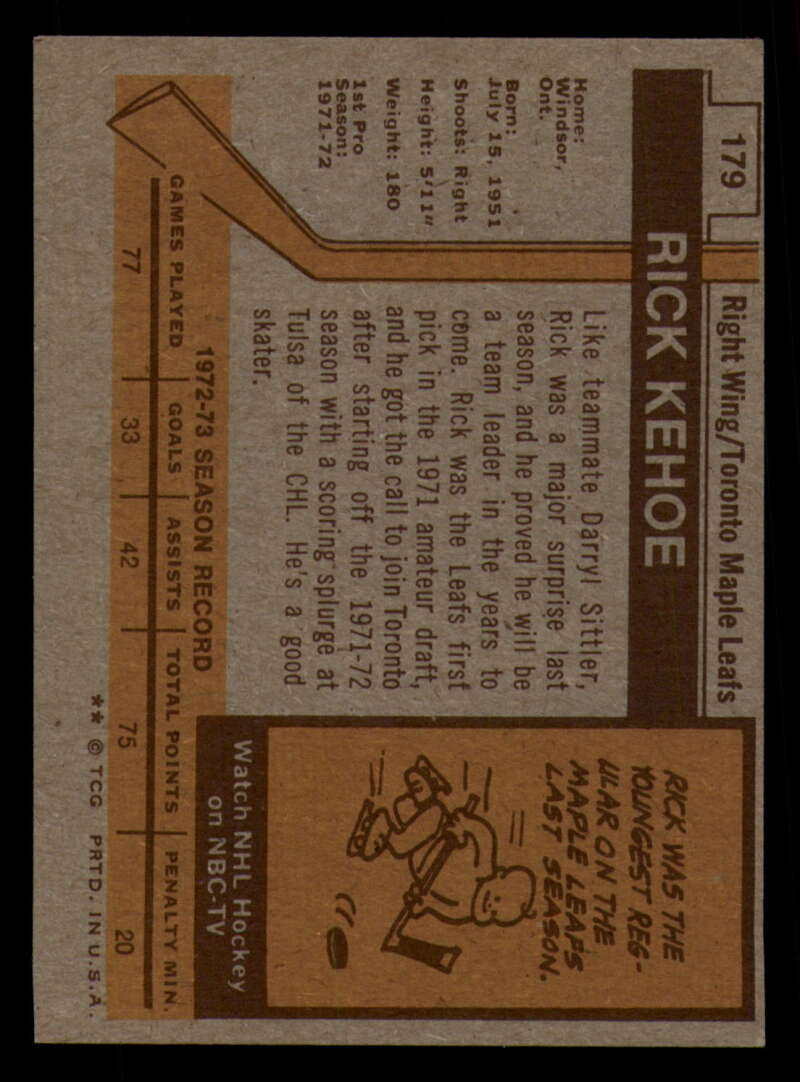 179
Right Wing/Toronto Maple Leafs
RICK KEHOE
Home:
Windsor,
Ont.
Born:
July 15, 1951
Shoots: Right
Height: 5'11"
Weight: 180
1st Pro
Season:
1971-72
Like teammate Darryl Sittler,
Rick was a major surprise last
season, and he proved he will be
a team leader in the years to
come. Rick was the Leafs first
pick in the 1971 amateur draft,
and he got the call to join Toronto
after starting off the 1971-72
season with a scoring splurge at
Tulsa of the CHL. He's a good
skater.
RICK WAS THE
YOUNGEST REG-
ULAR ON THE
MAPLE LEAFS
LAST SEASON.
Watch NHL Hockey
on NBC-TV
1972-73 SEASON RECORD
GAMES PLAYED GOALS ASSISTS TOTAL POINTS PENALTY MIN.
77 33 42 75 20
** © TCG PRTD. IN U.S.A.